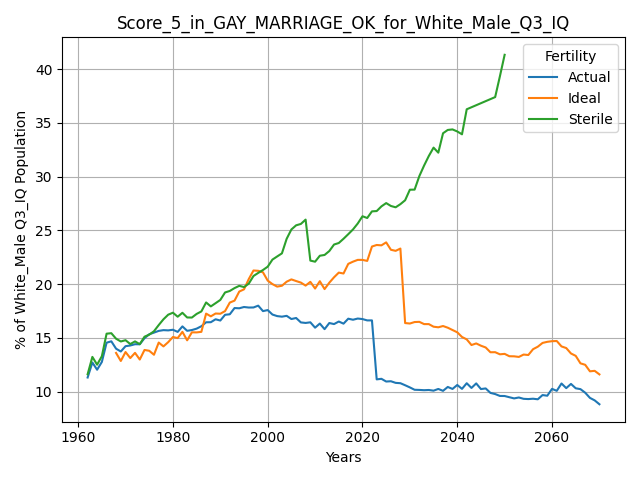 Score_5_in_GAY_MARRIAGE_OK_for_White_Male_Q3_IQ
% of White_Male Q3_IQ Population
40
35
30
25
20
15
10
Fertility
Actual
Ideal
Sterile
1960 1980 2000 2020 2040 2060
Years